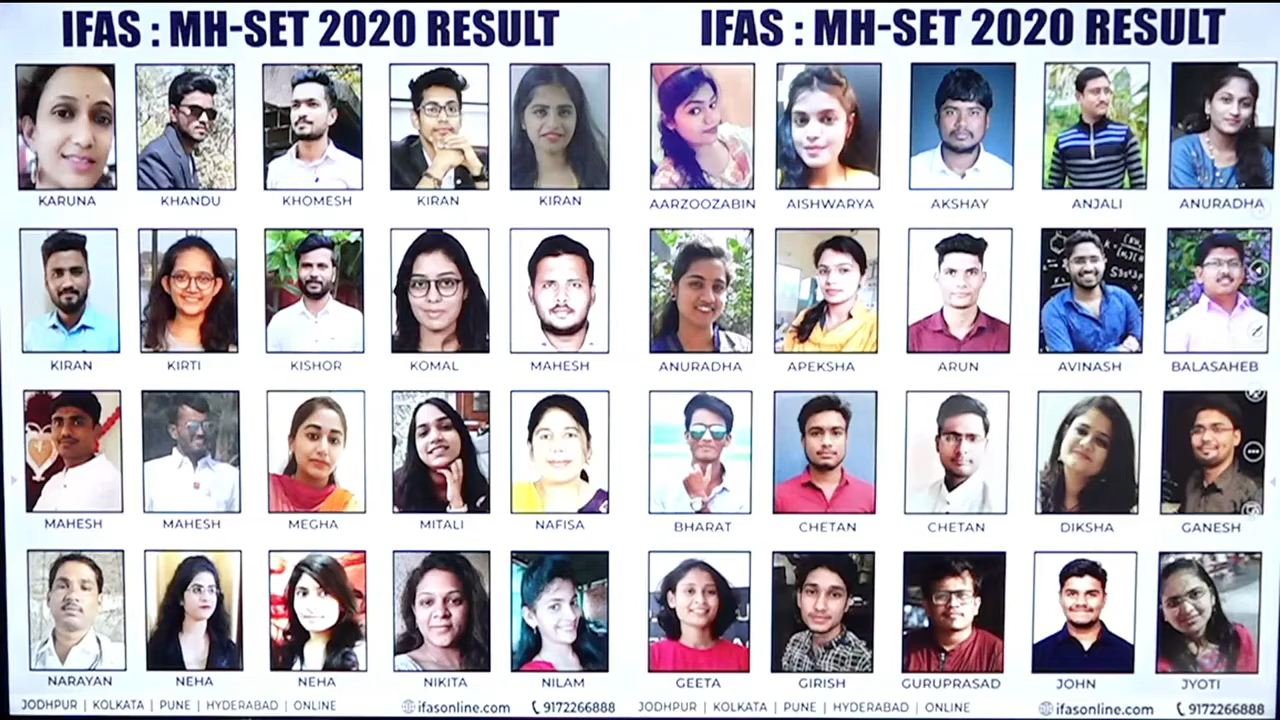 IFAS : MH-SET 2020 RESULT
KARUNA KHANDU KHOMESH KIRAN KIRAN
KIRAN KIRTI KISHOR KOMAL MAHESH
MAHESH MAHESH MEGHA MITALI NAFISA
NARAYAN NEHA NEHA NIKITA NILAM
JODHPUR | KOLKATA | PUNE | HYDERABAD | ONLINE ifasonline.com 9172266888
IFAS : MH-SET 2020 RESULT
AARZOOZABIN AISHWARYA AKSHAY ANJALI ANURADHA
ANURADHA APEKSHA ARUN AVINASH BALASAHEB
BHARAT CHETAN CHETAN DIKSHA GANESH
GEETA GIRISH GURUPRASAD JOHN JYOTI
JODHPUR | KOLKATA | PUNE | HYDERABAD | ONLINE ifasonline.com 9172266888